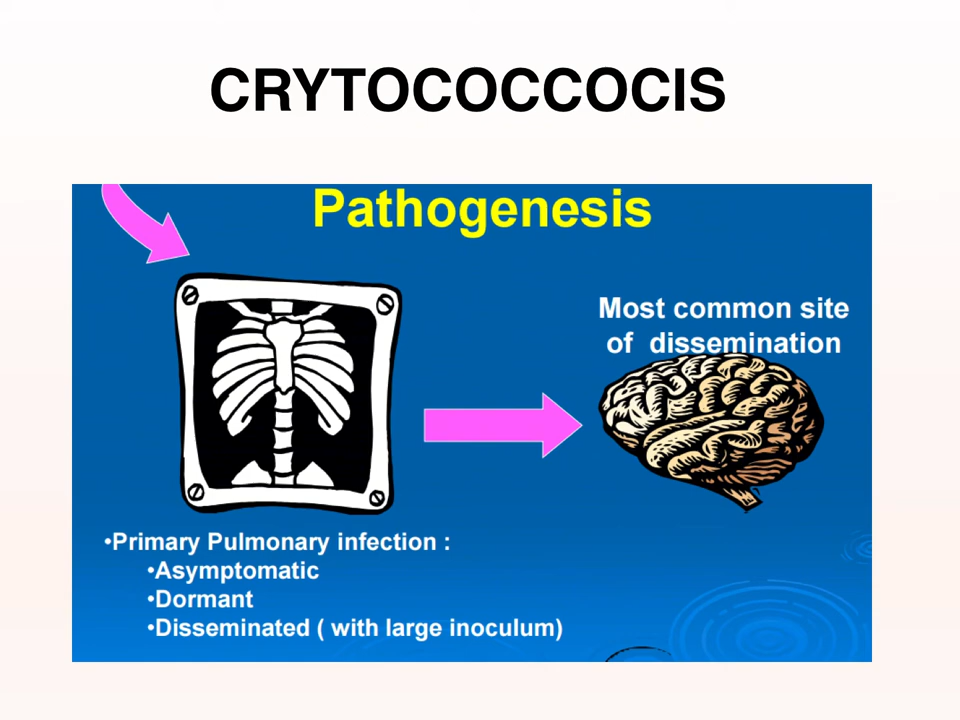 CRYTOCOCCOCIS
Pathogenesis
Most common site
of dissemination
•Primary Pulmonary infection :
•Asymptomatic
•Dormant
•Disseminated ( with large inoculum)